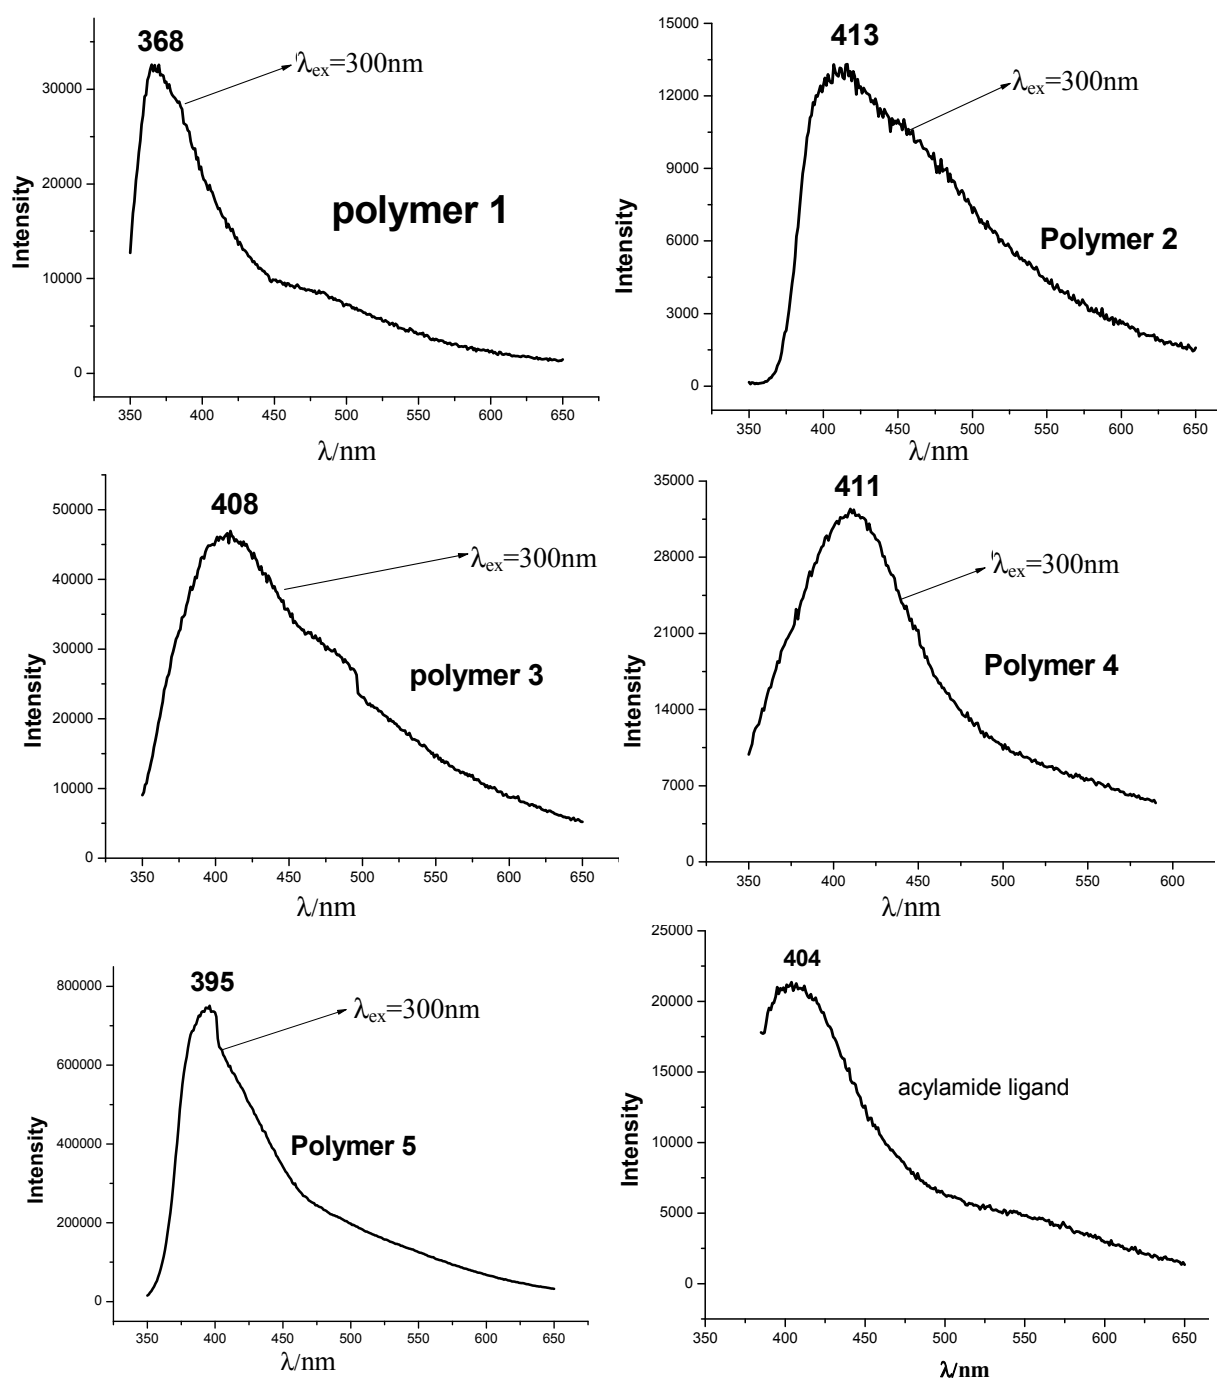 368
λex=300nm
polymer 1
Intensity
30000
20000
10000
0
350 400 450 500 550 600 650
λ/nm
413
λex=300nm
Polymer 2
Intensity
15000
12000
9000
6000
3000
0
350 400 450 500 550 600 650
λ/nm
408
λex=300nm
polymer 3
Intensity
50000
40000
30000
20000
10000
0
350 400 450 500 550 600 650
λ/nm
411
λex=300nm
Polymer 4
Intensity
35000
28000
21000
14000
7000
0
350 400 450 500 550 600
λ/nm
395
λex=300nm
Polymer 5
Intensity
800000
600000
400000
200000
0
350 400 450 500 550 600 650
λ/nm
404
acylamide ligand
Intensity
25000
20000
15000
10000
5000
0
350 400 450 500 550 600 650
λ/nm